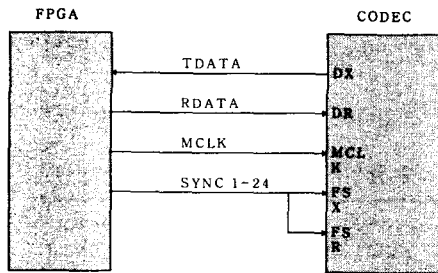 FPGA
CODEC
TDATA
DX
RDATA
DR
MCLK
MCL
K
SYNC 1-24
FS
X
FS
R